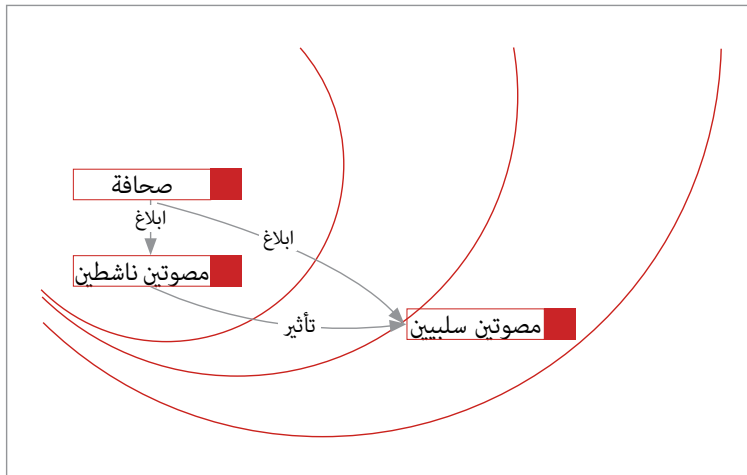 صحافة
ابلاغ
ابلاغ
مصوتين ناشطين
مصوتين سلبيين
تأثير